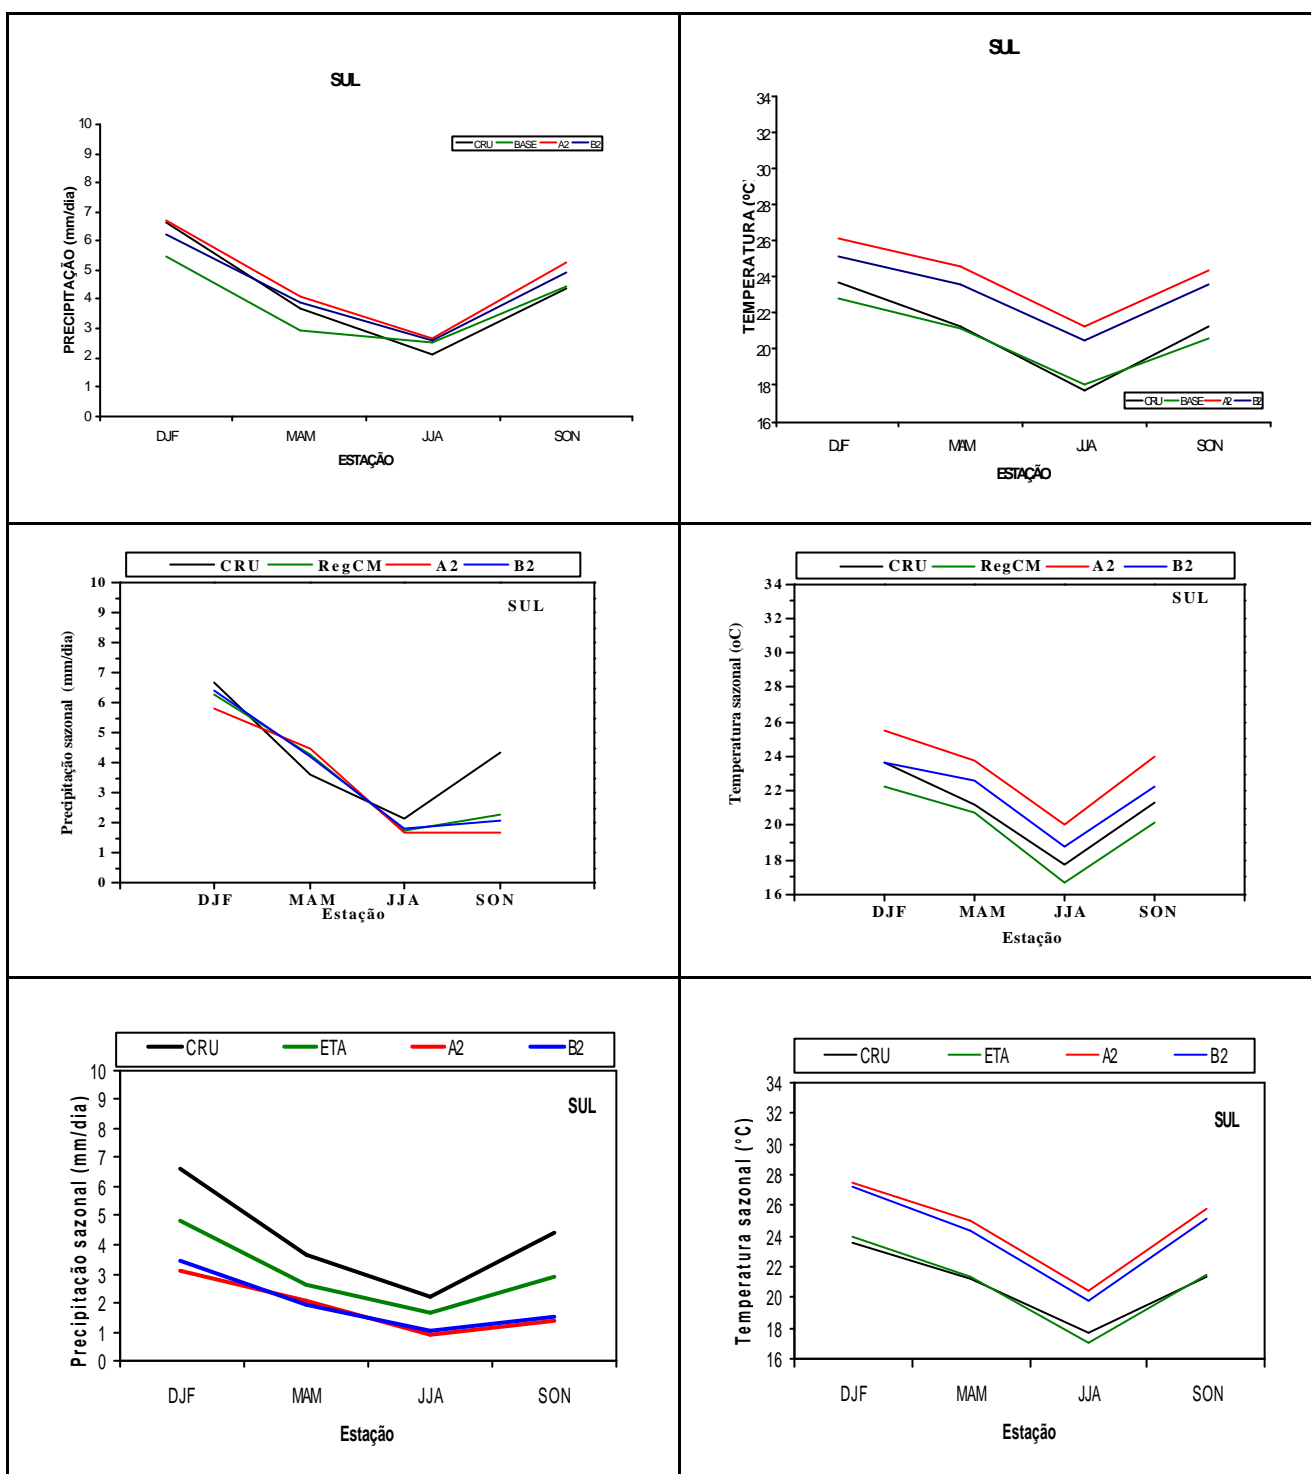 SUL
10
9
8
7
6
5
4
3
2
1
0
PRECIPITAÇÃO (mm/dia)
CRU BASE A2 B2
DJF MAM JJA SON
ESTAÇÃO
SUL
34
32
30
28
26
24
22
20
18
16
TEMPERATURA (ºC)
CRU BASE A2 B2
DJF MAM JJA SON
ESTAÇÃO
CRU RegCM A2 B2
SUL
10
9
8
7
6
5
4
3
2
1
0
Precipitação sazonal (mm/dia)
DJF MAM JJA SON
Estação
CRU RegCM A2 B2
SUL
34
32
30
28
26
24
22
20
18
16
Temperatura sazonal (oC)
DJF MAM JJA SON
Estação
CRU ETA A2 B2
SUL
10
9
8
7
6
5
4
3
2
1
0
Precipitação sazonal (mm/dia)
DJF MAM JJA SON
Estação
CRU ETA A2 B2
SUL
34
32
30
28
26
24
22
20
18
16
Temperatura sazonal (°C)
DJF MAM JJA SON
Estação